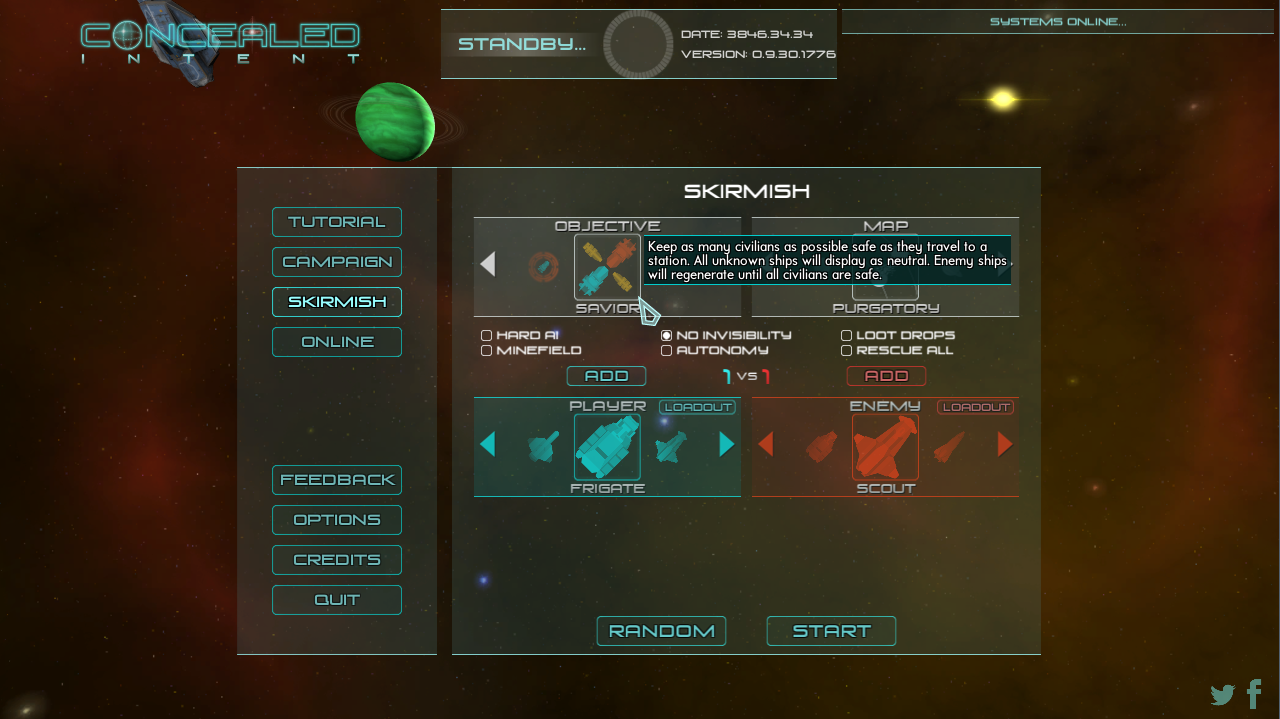 CONCEALED
INTENT
STANDBY...
DATE: 3846.34.34
VERSION: 0.9.30.1776
SYSTEMS ONLINE...
TUTORIAL
CAMPAIGN
SKIRMISH
ONLINE
FEEDBACK
OPTIONS
CREDITS
QUIT
SKIRMISH
OBJECTIVE
SAVIOR
MAP
PURGATORY
Keep as many civilians as possible safe as they travel to a
station. All unknown ships will display as neutral. Enemy ships
will regenerate until all civilians are safe.
HARD AI
NO INVISIBILITY
LOOT DROPS
MINEFIELD
AUTONOMY
RESCUE ALL
ADD
1 VS 1
ADD
PLAYER
LOADOUT
FRIGATE
ENEMY
LOADOUT
SCOUT
RANDOM
START